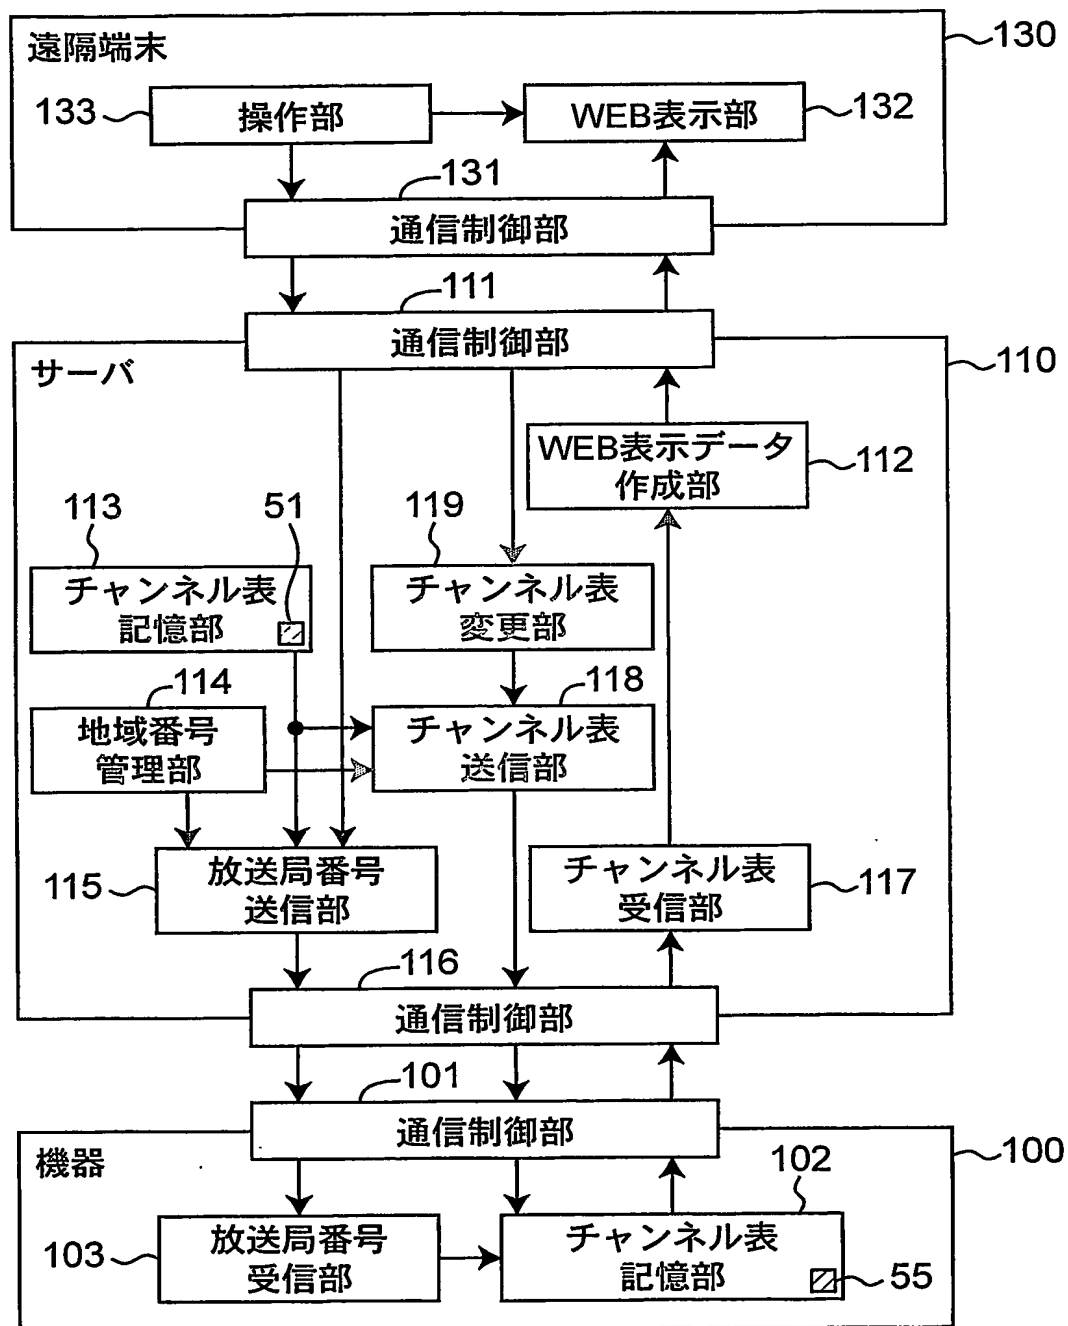 遠隔端末
130
133
操作部
WEB表示部
132
131
通信制御部
111
通信制御部
サーバ
110
WEB表示データ
作成部
112
113
51
119
チャンネル表
記憶部
チャンネル表
変更部
114
118
地域番号
管理部
チャンネル表
送信部
115
放送局番号
送信部
チャンネル表
受信部
117
116
通信制御部
101
通信制御部
機器
100
102
103
放送局番号
受信部
チャンネル表
記憶部
55